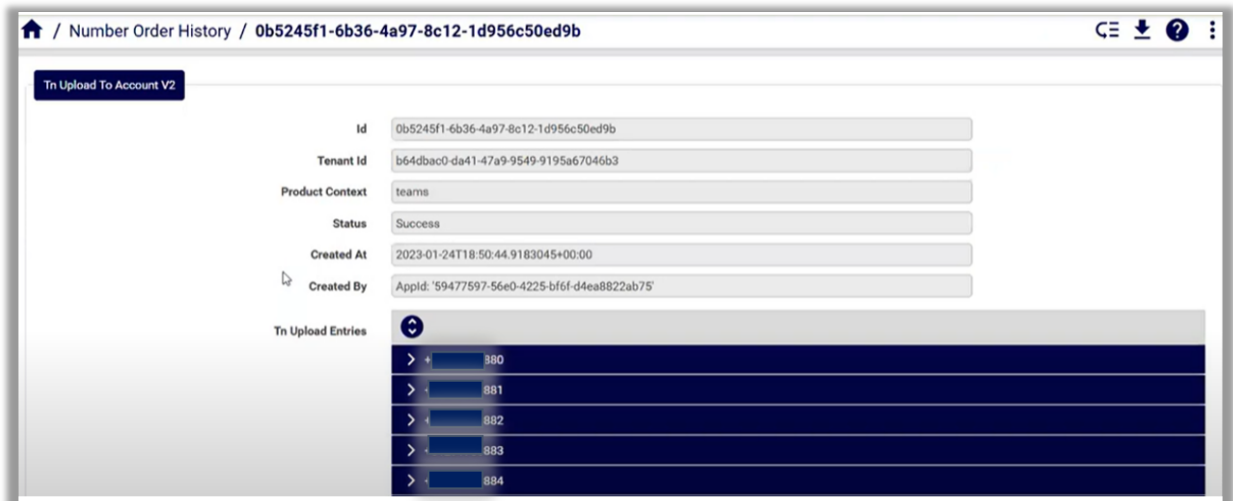 / Number Order History / 0b5245f1-6b36-4a97-8c12-1d956c50ed9b
Tn Upload To Account V2
Id 0b5245f1-6b36-4a97-8c12-1d956c50ed9b
Tenant Id b64dbac0-da41-47a9-9549-9195a67046b3
Product Context teams
Status Success
Created At 2023-01-24T18:50:44.9183045+00:00
Created By AppId: '59477597-56e0-4225-bf6f-d4ea8822ab75'
Tn Upload Entries
+ 880
881
882
883
884